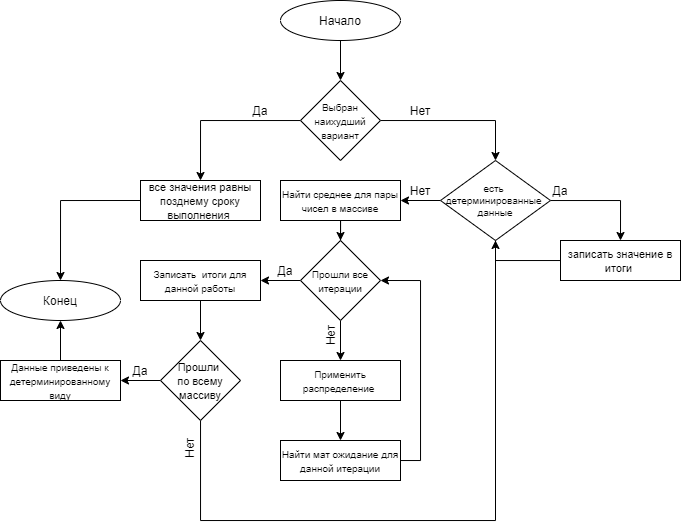 Начало
Выбран
наихудший
вариант
Да
Нет
все значения равны
позднему сроку
выполнения
Найти среднее для пары
чисел в массиве
Нет
есть
детермированные
данные
Да
записать значение в
итоги
Записать итоги для
данной работы
Да
Прошли все
итерации
Конец
Нет
Данные приведены к
детерминированному
виду
Да
Прошли
по всему
массиву
Применить
распределение
Нет
Найти мат ожидание для
данной итерации